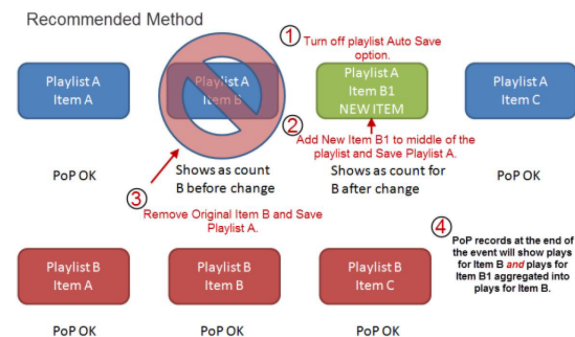 Recommended Method
1 Turn off playlist Auto Save
option.
Playlist A
Item A
Playlist A
Item B
Playlist A
Item B1
NEW ITEM
Playlist A
Item C
2 Add New Item B1 to middle of the
playlist and Save Playlist A.
PoP OK
Shows as count
B before change
Shows as count for
B after change
PoP OK
3 Remove Original Item B and Save
Playlist A.
4
PoP records at the end of
the event will show plays
for Item B and plays for
Item B1 aggregated into
plays for Item B.
Playlist B
Item A
Playlist B
Item B
Playlist B
Item C
PoP OK
PoP OK
PoP OK